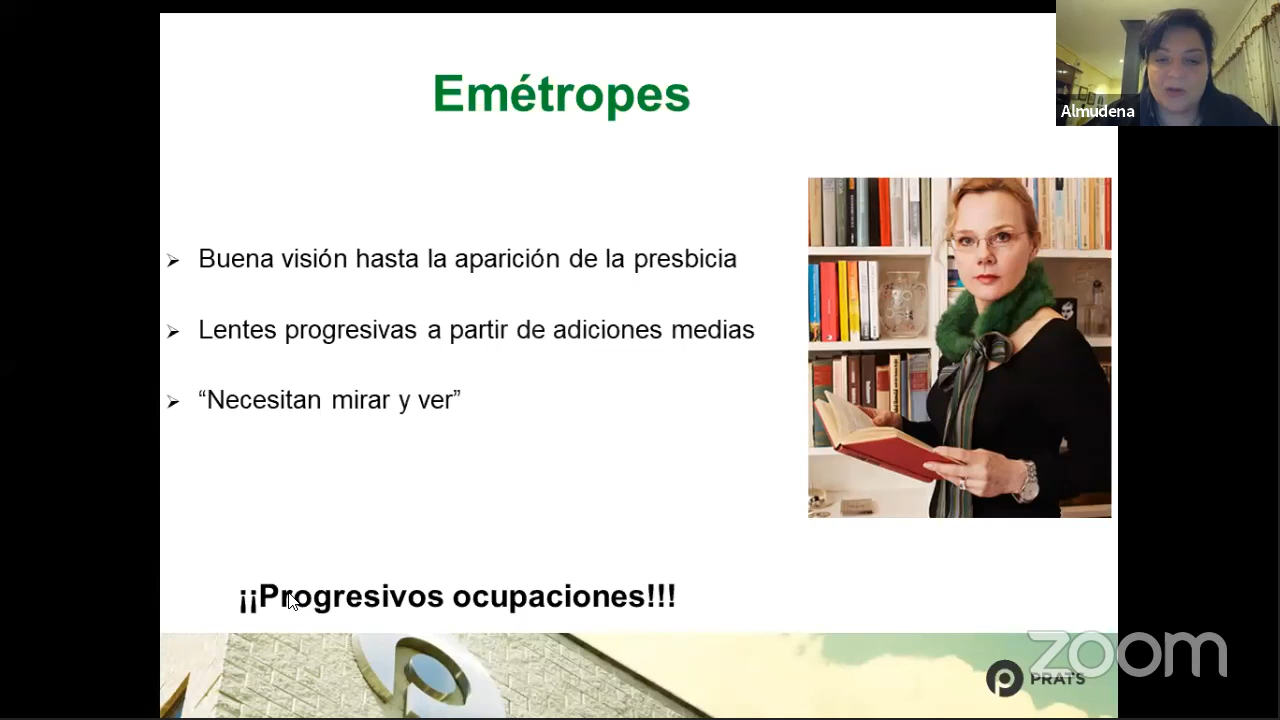 Emétropes
Almudena
Buena visión hasta la aparición de la presbicia
Lentes progresivas a partir de adiciones medias
“Necesitan mirar y ver”
¡¡Progresivos ocupaciones!!!
zoom
PRATS